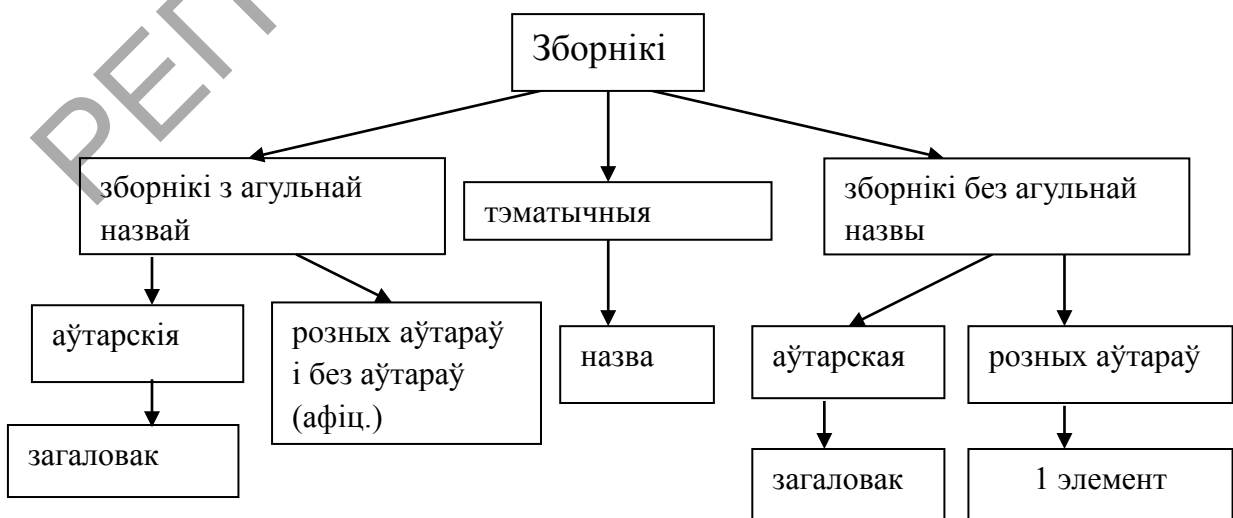 РЕП
Зборнікі
зборнікі з агульнай
назвай
тэматычныя
зборнікі без агульнай
назвы
аўтарскія
розных аўтараў
і без аўтараў
(афіц.)
назва
аўтарская
розных аўтараў
загаловак
загаловак
1 элемент